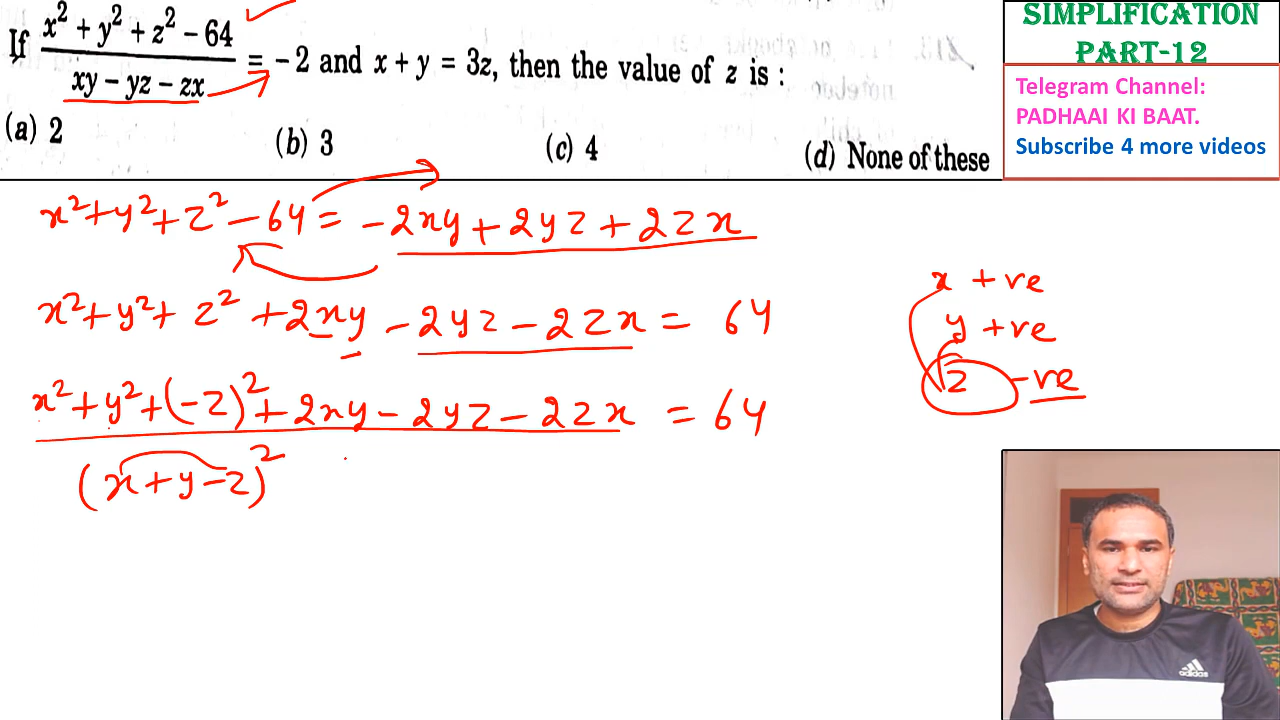 If (x² + y² + z² − 64)/(xy − yz − zx) = −2 and x + y = 3z, then the value of z is :
(a) 2 (b) 3 (c) 4 (d) None of these
SIMPLIFICATION
PART-12
Telegram Channel:
PADHAAI KI BAAT.
Subscribe 4 more videos
x² + y² + z² − 64 = −2xy + 2yz + 2zx
x² + y² + z² + 2xy − 2yz − 2zx = 64
x² + y² + (−z)² + 2xy − 2yz − 2zx = 64
(x + y − z)²
x +ve
y +ve
z −ve
adidas